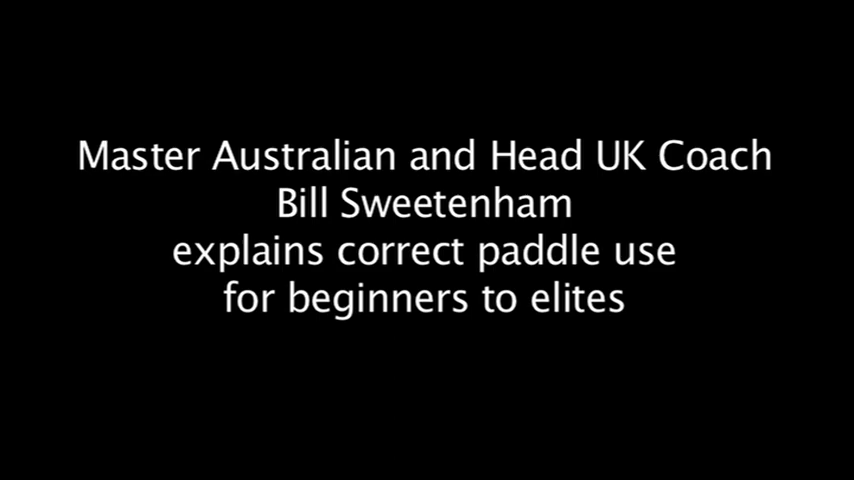 Master Australian and Head UK Coach
Bill Sweetenham
explains correct paddle use
for beginners to elites